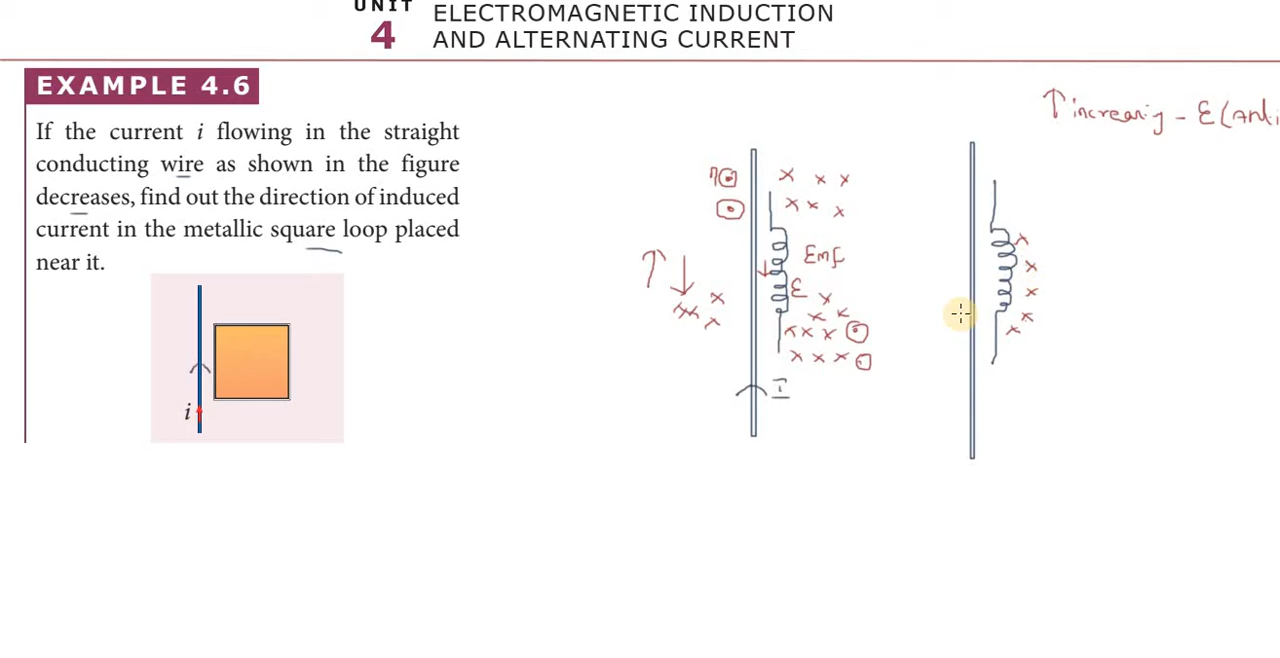 UNIT
4
ELECTROMAGNETIC INDUCTION
AND ALTERNATING CURRENT
EXAMPLE 4.6
If the current i flowing in the straight
conducting wire as shown in the figure
decreases, find out the direction of induced
current in the metallic square loop placed
near it.
i
Emf
ε
I
↑ increasing - ε(Anti